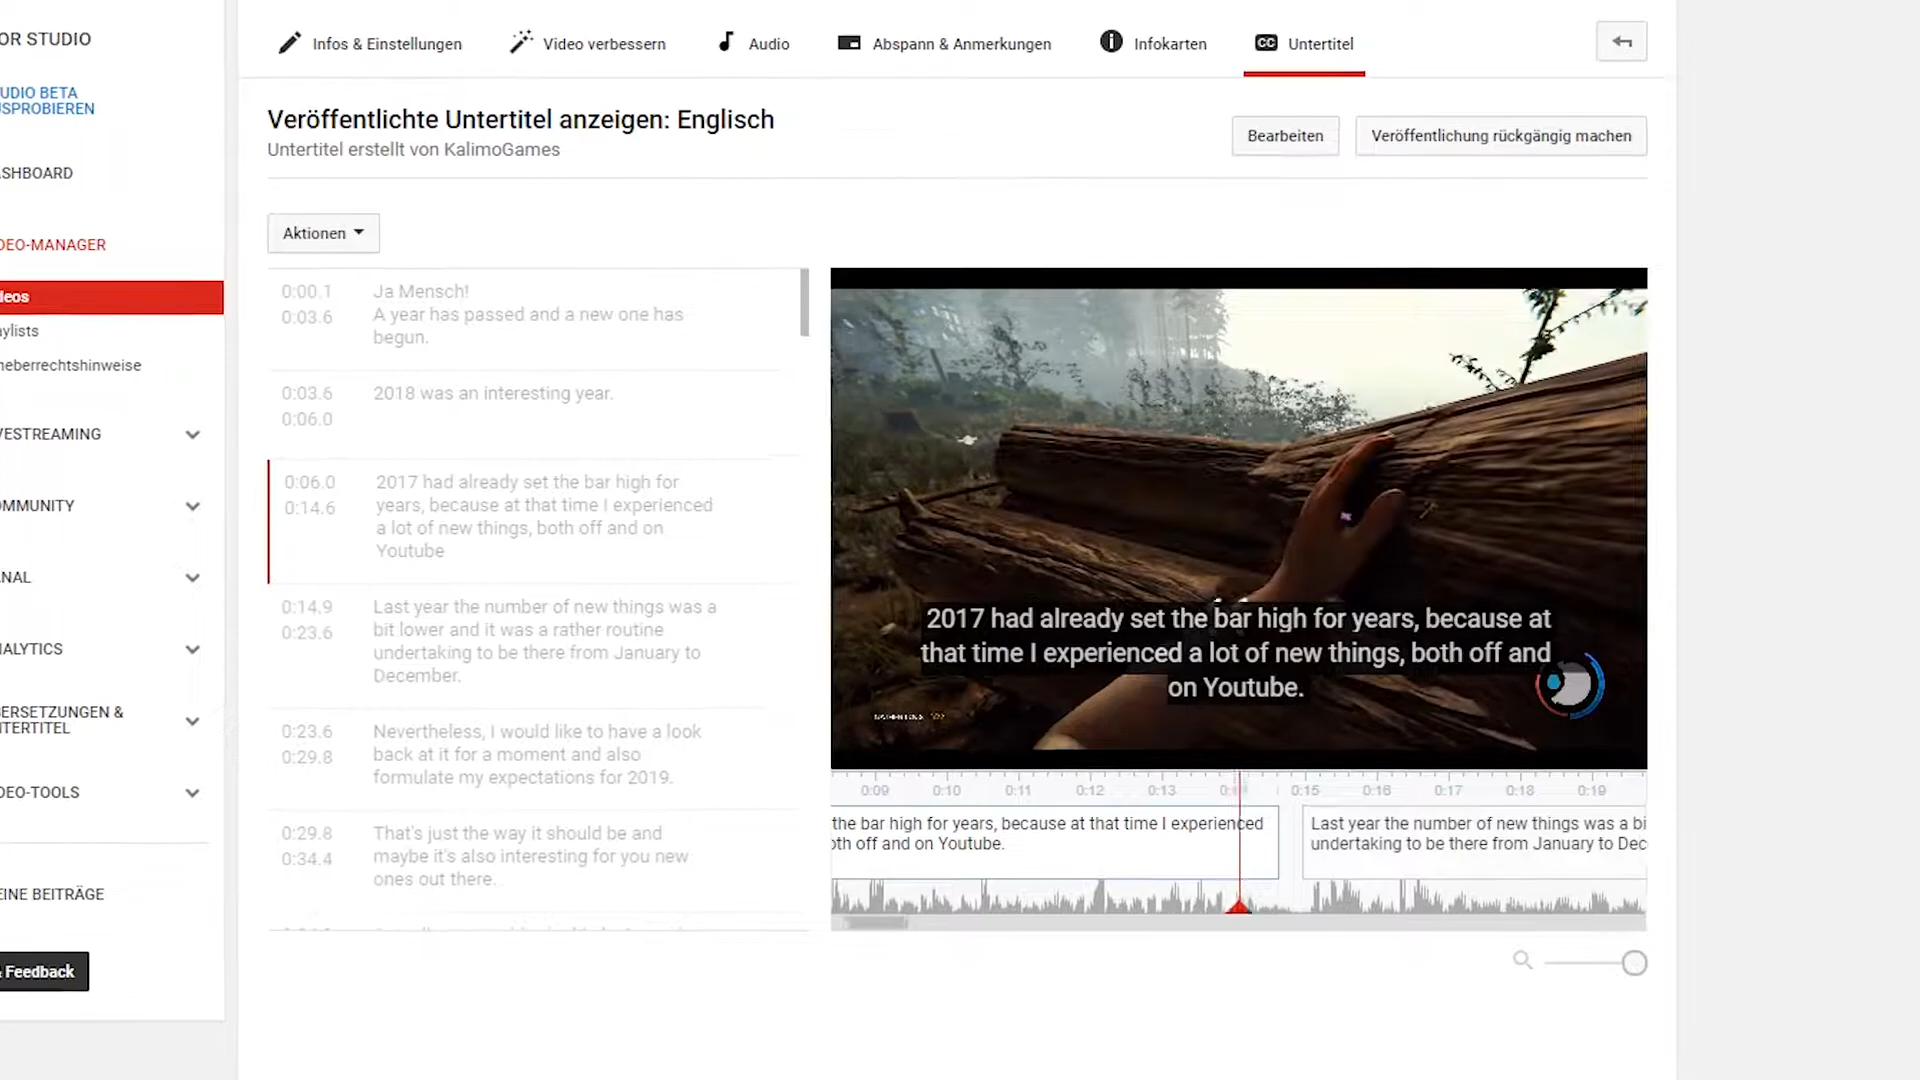 OR STUDIO
UDIO BETA
SPROBIEREN
SHBOARD
DEO-MANAGER
deos
ylists
heberrechtshinweise
VESTREAMING
OMMUNITY
NAL
ALYTICS
ERSETZUNGEN &
TERTITEL
DEO-TOOLS
EINE BEITRÄGE
& Feedback
Infos & Einstellungen
Video verbessern
Audio
Abspann & Anmerkungen
Infokarten
CC Untertitel
Veröffentlichte Untertitel anzeigen: Englisch
Untertitel erstellt von KalimoGames
Bearbeiten
Veröffentlichung rückgängig machen
Aktionen
0:00.1 Ja Mensch!
0:03.6 A year has passed and a new one has
begun.
0:03.6 2018 was an interesting year.
0:06.0
0:06.0 2017 had already set the bar high for
0:14.6 years, because at that time I experienced
a lot of new things, both off and on
Youtube
0:14.9 Last year the number of new things was a
0:23.6 bit lower and it was a rather routine
undertaking to be there from January to
December.
0:23.6 Nevertheless, I would like to have a look
0:29.8 back at it for a moment and also
formulate my expectations for 2019.
0:29.8 That's just the way it should be and
0:34.4 maybe it's also interesting for you new
ones out there.
2017 had already set the bar high for years, because at
that time I experienced a lot of new things, both off and
on Youtube.
0:09 0:10 0:11 0:12 0:13 0:15 0:16 0:17 0:18 0:19
the bar high for years, because at that time I experienced
oth off and on Youtube.
Last year the number of new things was a bi
undertaking to be there from January to Dec